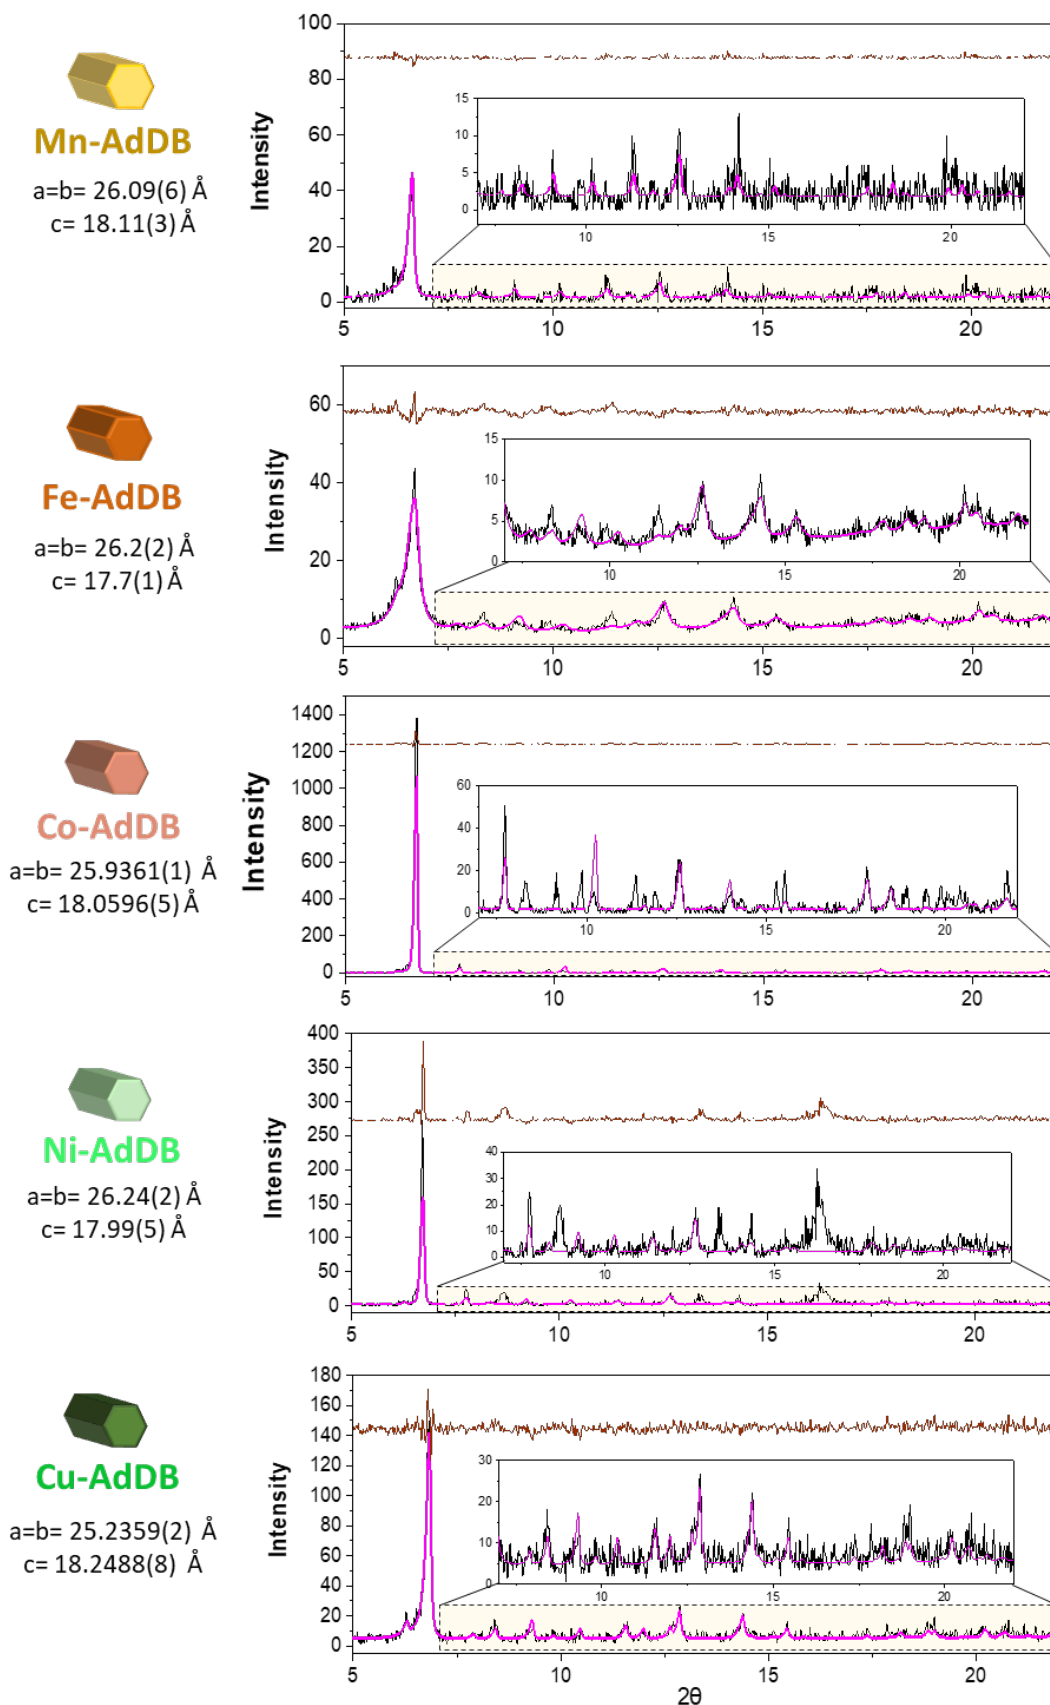 Mn-AdDB
a=b= 26.09(6) Å
c= 18.11(3) Å
Intensity
100
80
60
40
20
0
15
10
5
0
10 15 20
5 10 15 20
Fe-AdDB
a=b= 26.2(2) Å
c= 17.7(1) Å
Intensity
60
40
20
0
15
10
5
0
10 15 20
5 10 15 20
Co-AdDB
a=b= 25.9361(1) Å
c= 18.0596(5) Å
Intensity
1400
1200
1000
800
600
400
200
0
60
40
20
0
10 15 20
5 10 15 20
Ni-AdDB
a=b= 26.24(2) Å
c= 17.99(5) Å
Intensity
400
350
300
250
200
150
100
50
0
40
30
20
10
0
10 15 20
5 10 15 20
Cu-AdDB
a=b= 25.2359(2) Å
c= 18.2488(8) Å
Intensity
180
160
140
120
100
80
60
40
20
0
30
20
10
0
10 15 20
5 10 15 20
2θ